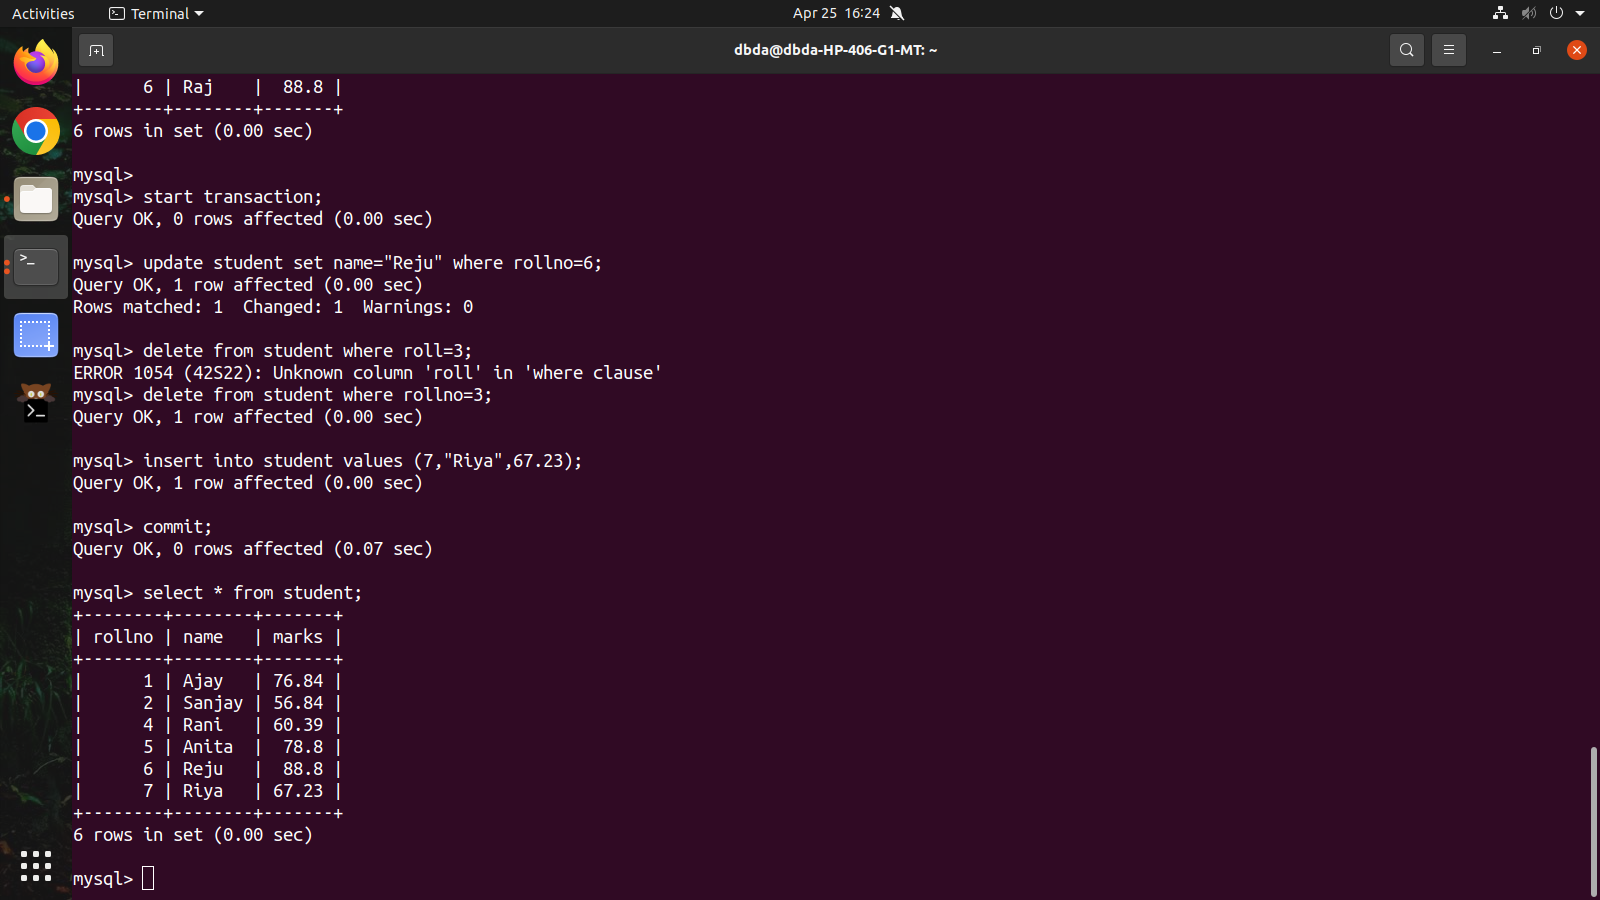 Activities Terminal Apr 25 16:24
dbda@dbda-HP-406-G1-MT: ~
|      6 | Raj    |  88.8 |
+--------+--------+-------+
6 rows in set (0.00 sec)
mysql>
mysql> start transaction;
Query OK, 0 rows affected (0.00 sec)
mysql> update student set name="Reju" where rollno=6;
Query OK, 1 row affected (0.00 sec)
Rows matched: 1  Changed: 1  Warnings: 0
mysql> delete from student where roll=3;
ERROR 1054 (42S22): Unknown column 'roll' in 'where clause'
mysql> delete from student where rollno=3;
Query OK, 1 row affected (0.00 sec)
mysql> insert into student values (7,"Riya",67.23);
Query OK, 1 row affected (0.00 sec)
mysql> commit;
Query OK, 0 rows affected (0.07 sec)
mysql> select * from student;
+--------+--------+-------+
| rollno | name   | marks |
+--------+--------+-------+
|      1 | Ajay   | 76.84 |
|      2 | Sanjay | 56.84 |
|      4 | Rani   | 60.39 |
|      5 | Anita  |  78.8 |
|      6 | Reju   |  88.8 |
|      7 | Riya   | 67.23 |
+--------+--------+-------+
6 rows in set (0.00 sec)
mysql>